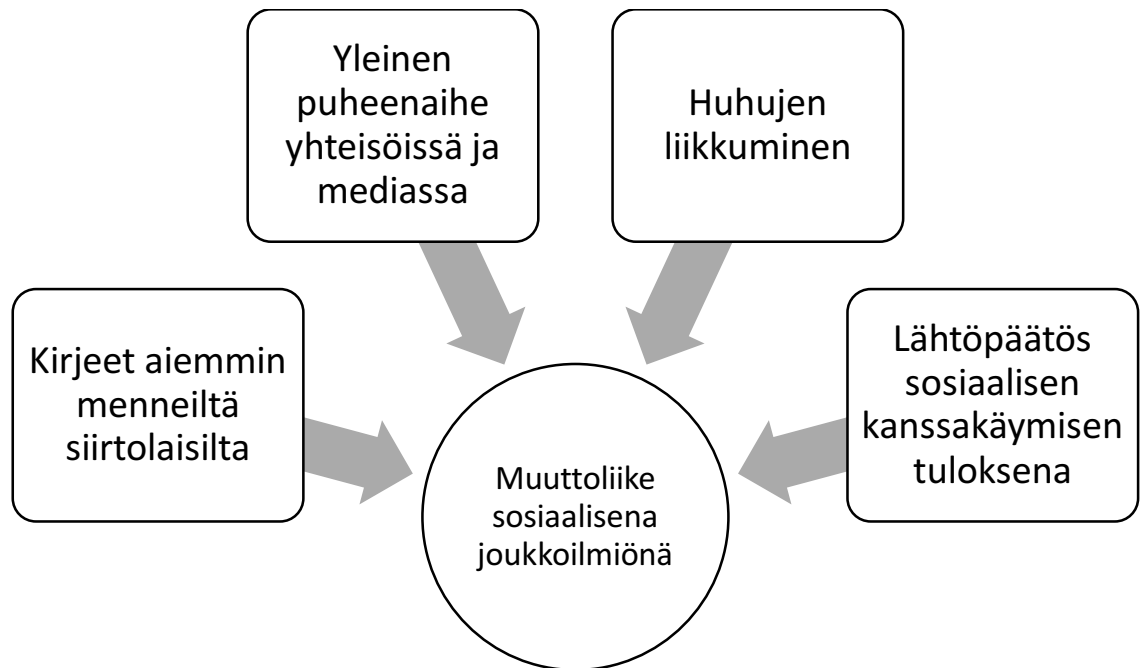 Yleinen
puheenaihe
yhteisöissä ja
mediassa
Huhujen
liikkuminen
Kirjeet aiemmin
menneiltä
siirtolaisilta
Lähtöpäätös
sosiaalisen
kanssakäymisen
tuloksena
Muuttoliike
sosiaalisena
joukkoilmiönä